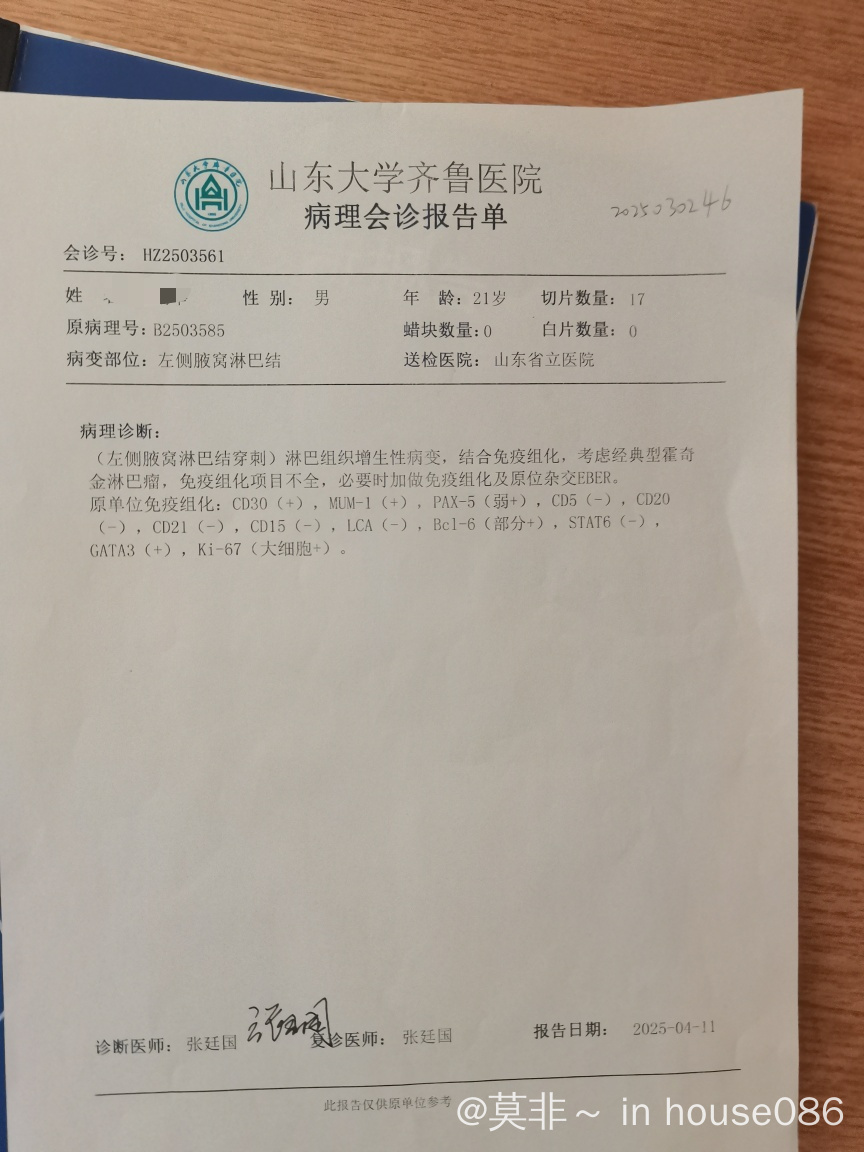 山东大学齐鲁医院
病理会诊报告单
2025030246
会诊号： HZ2503561
姓 性 别： 男 年 龄：21岁 切片数量： 17
原病理号：B2503585 蜡块数量：0 白片数量： 0
病变部位：左侧腋窝淋巴结 送检医院： 山东省立医院
病理诊断：
（左侧腋窝淋巴结穿刺）淋巴组织增生性病变，结合免疫组化，考虑经典型霍奇
金淋巴瘤，免疫组化项目不全，必要时加做免疫组化及原位杂交EBER。
原单位免疫组化：CD30（+），MUM-1（+），PAX-5（弱+），CD5（-），CD20
（-），CD21（-），CD15（-），LCA（-），Bcl-6（部分+），STAT6（-），
GATA3（+），Ki-67（大细胞+）。
诊断医师： 张廷国 张廷国 复诊医师： 张廷国 报告日期： 2025-04-11
此报告仅供原单位参考
@莫非～ in house086